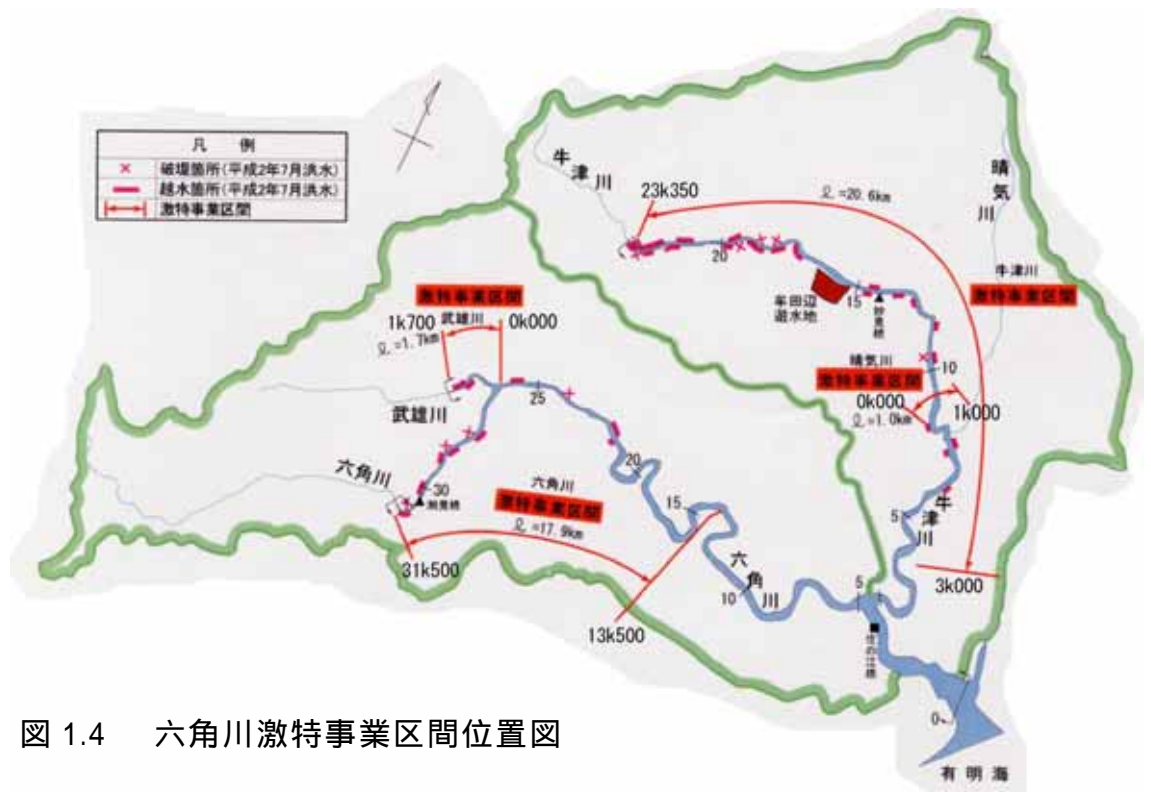 凡 例
破堤箇所(平成2年7月洪水)
越水箇所(平成2年7月洪水)
激特事業区間
牛津川
23k350
ℓ=20.6km
晴気川
牛津川
激特事業区間
20
牟田辺
遊水地
15
妙見橋
激特事業区間
1k700
武雄川
0k000
ℓ=1.7km
晴気川
激特事業区間
10
0k000
1k000
ℓ=1.0km
25
武雄川
六角川
20
30
潮見橋
六角川
激特事業区間
ℓ=17.9km
15
5
牛津川
31k500
六角川
10
5
3k000
13k500
住の江橋
0
有明海
図 1.4 六角川激特事業区間位置図